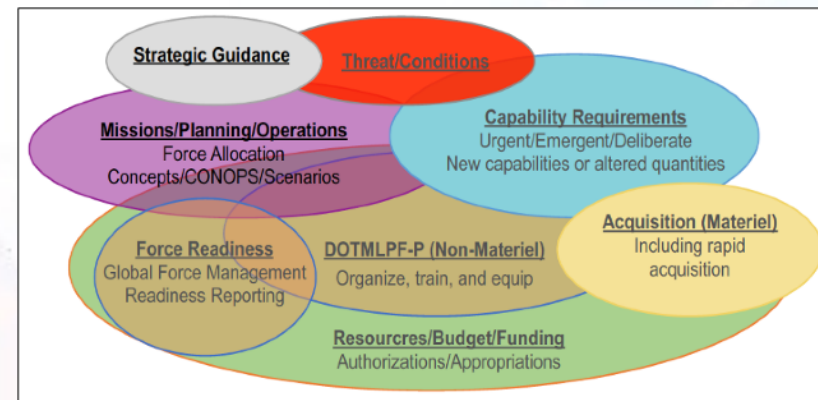 Strategic Guidance
Threat/Conditions
Missions/Planning/Operations
Force Allocation
Concepts/CONOPS/Scenarios
Capability Requirements
Urgent/Emergent/Deliberate
New capabilities or altered quantities
Acquisition (Materiel)
Including rapid
acquisition
Force Readiness
Global Force Management
Readiness Reporting
DOTMLPF-P (Non-Materiel)
Organize, train, and equip
Resourcres/Budget/Funding
Authorizations/Appropriations